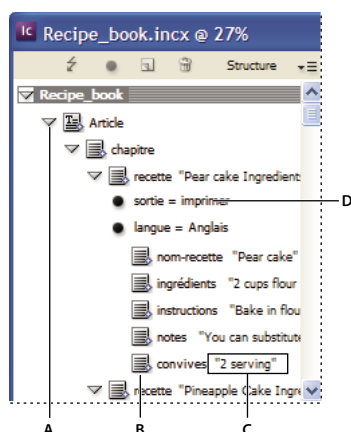 Ic Recipe_book.incx @ 27%
Structure
Recipe_book
Article
chapitre
recette "Pear cake Ingredient
sortie = imprimer
D
langue = Anglais
nom-recette "Pear cake"
ingrédients "2 cups flour
instructions "Bake in flou
notes "You can substitute
convives "2 serving"
recette "Pineapple Cake Ingre
A B C